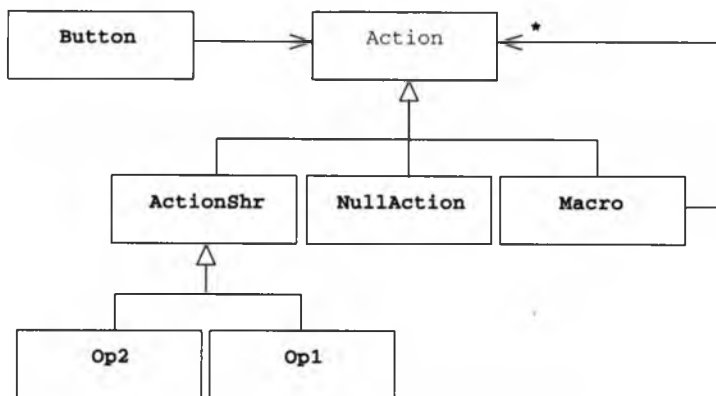 Button
Action
*
ActionShr
NullAction
Macro
Op2
Op1